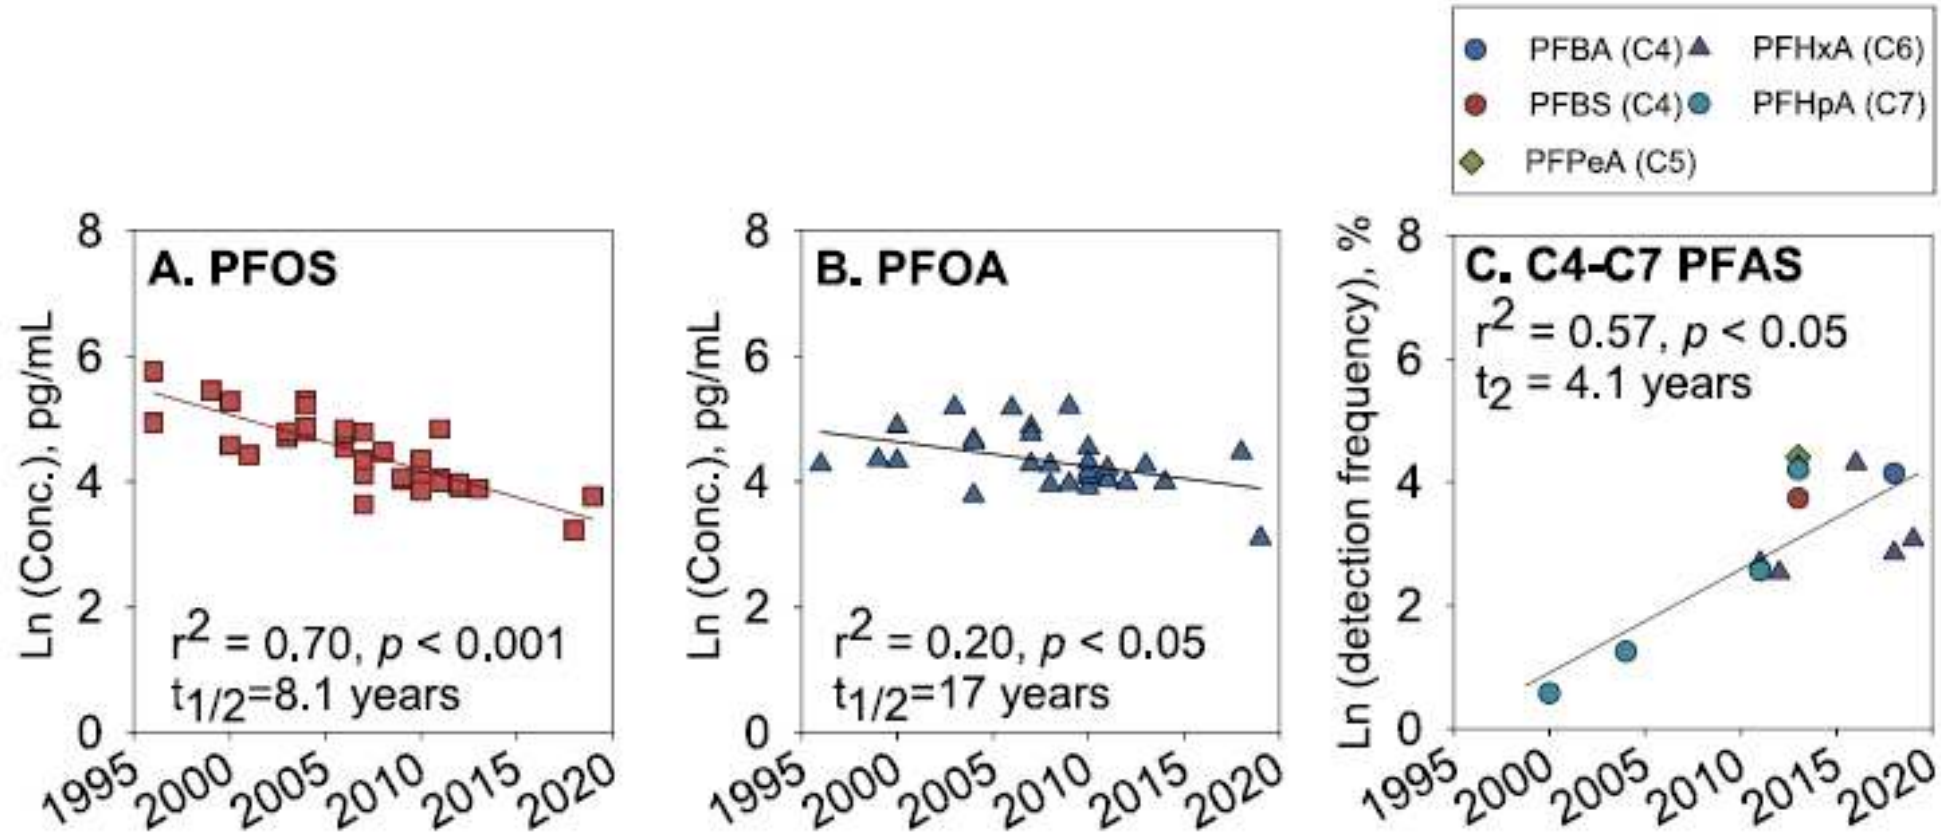 PFBA (C4) PFHxA (C6)
PFBS (C4) PFHpA (C7)
PFPeA (C5)
Ln (Conc.), pg/mL
8
6
4
2
0
A. PFOS
r2 = 0.70, p < 0.001
t1/2=8.1 years
1995 2000 2005 2010 2015 2020
Ln (Conc.), pg/mL
8
6
4
2
0
B. PFOA
r2 = 0.20, p < 0.05
t1/2=17 years
1995 2000 2005 2010 2015 2020
Ln (detection frequency), %
8
6
4
2
0
C. C4-C7 PFAS
r2 = 0.57, p < 0.05
t2 = 4.1 years
1995 2000 2005 2010 2015 2020